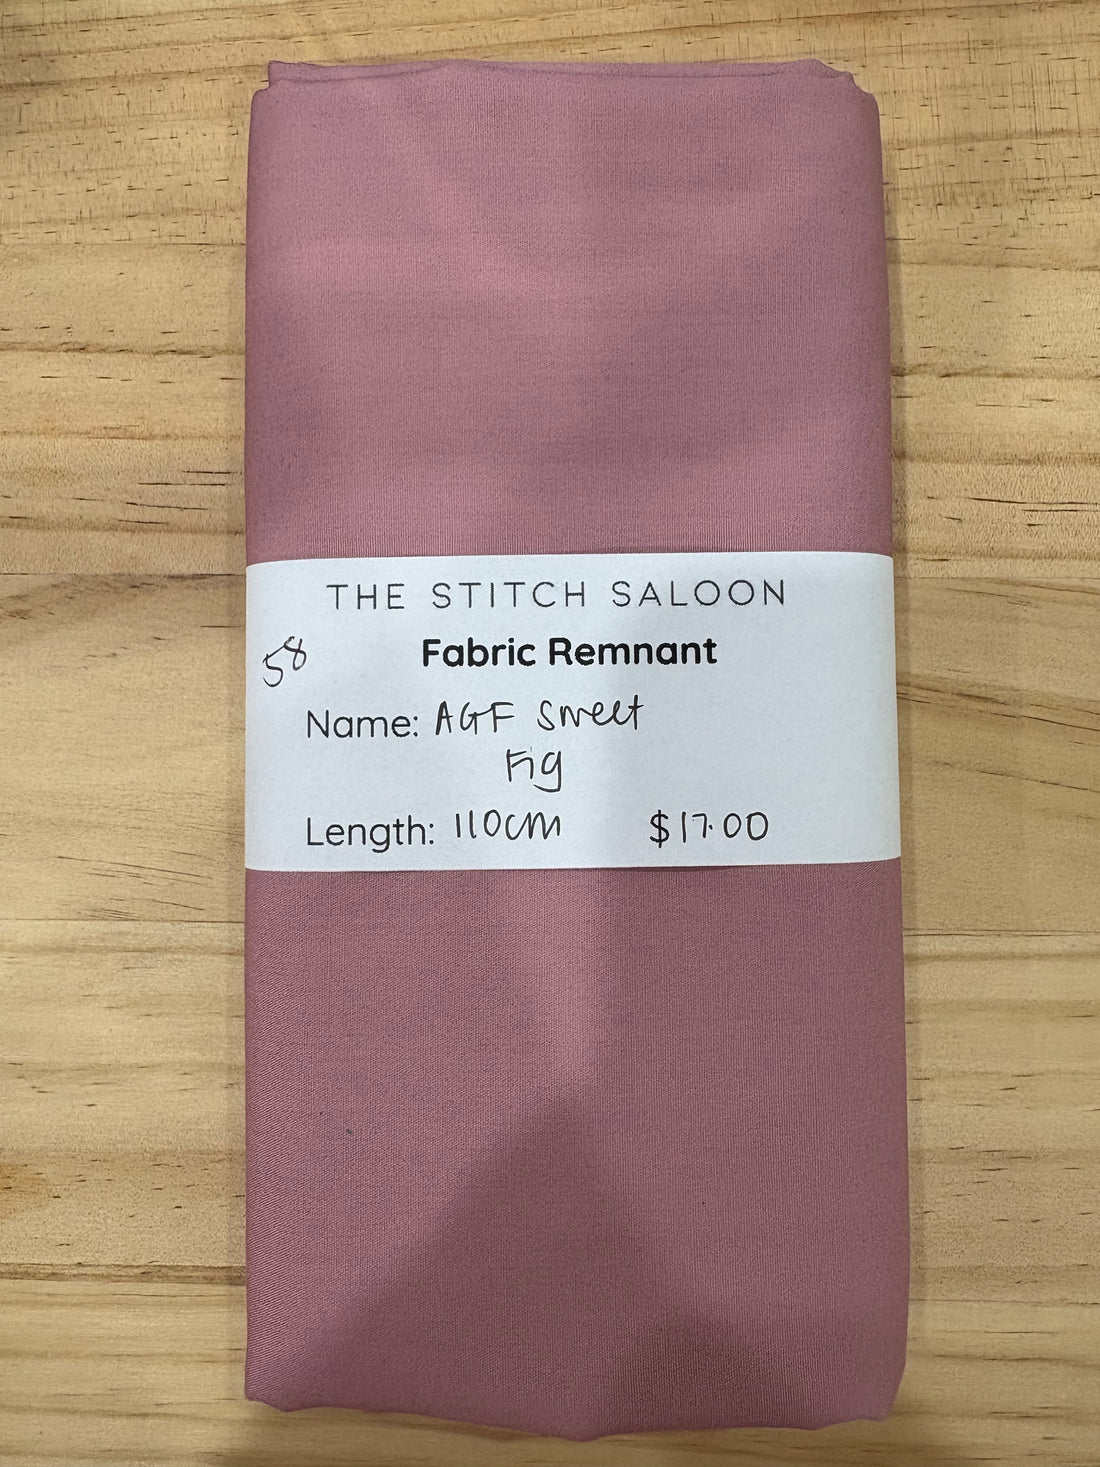 THE STITCH SALOON
Fabric Remnant
58
Name: AGF Sweet
Fig
Length: 110cm $17.00